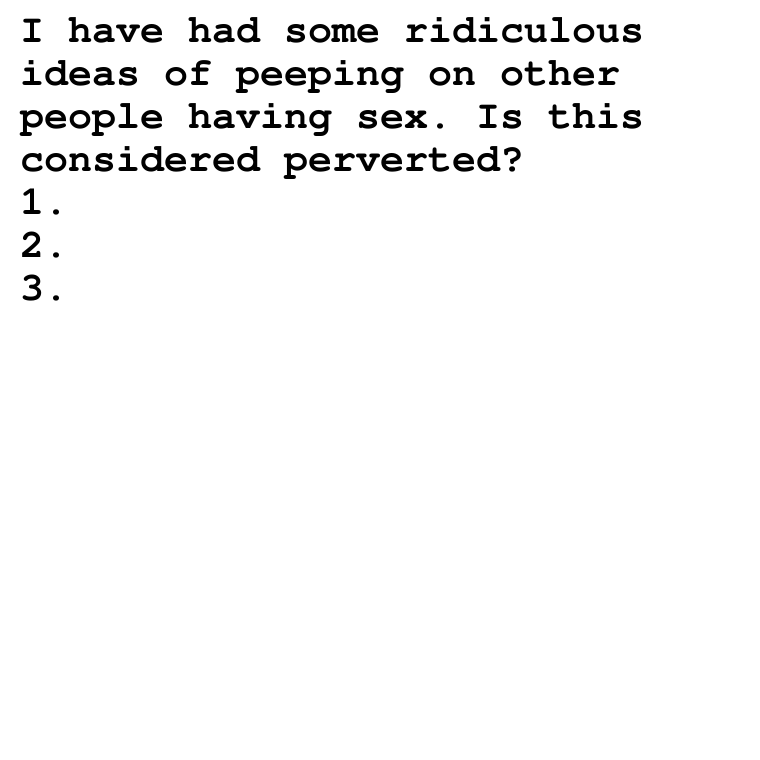 I have had some ridiculous
ideas of peeping on other
people having sex. Is this
considered perverted?
1.
2.
3.